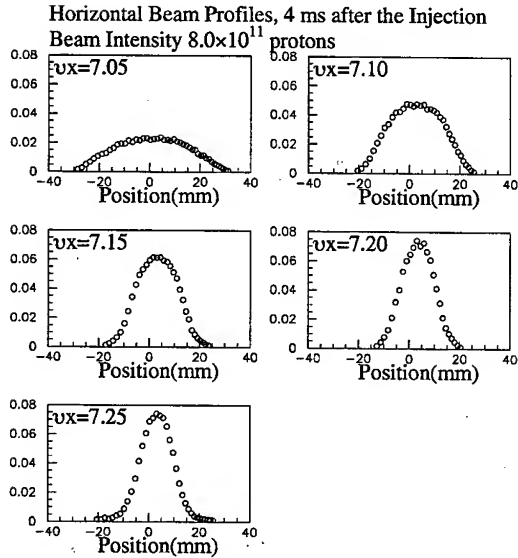 Horizontal Beam Profiles, 4 ms after the Injection
Beam Intensity 8.0×10¹¹ protons
υx=7.05
0.08
0.06
0.04
0.02
0
−40 −20 0 20 40
Position(mm)
υx=7.10
0.08
0.06
0.04
0.02
0
−40 −20 0 20 40
Position(mm)
υx=7.15
0.08
0.06
0.04
0.02
0
−40 −20 0 20 40
Position(mm)
υx=7.20
0.08
0.06
0.04
0.02
0
−40 −20 0 20 40
Position(mm)
υx=7.25
0.08
0.06
0.04
0.02
0
−40 −20 0 20 40
Position(mm)